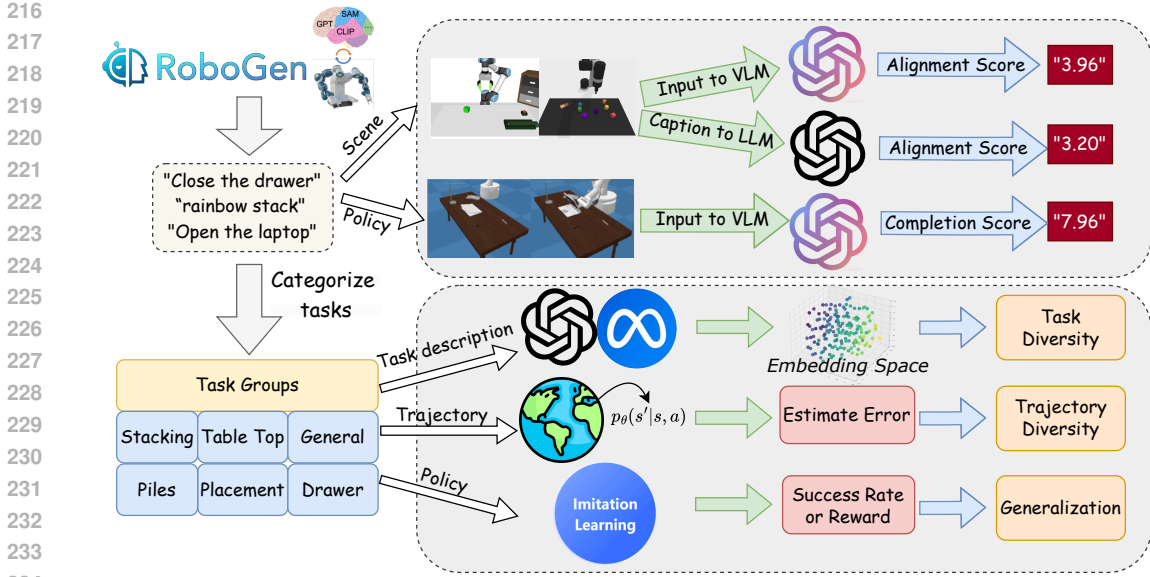 216
217
218
219
220
221
222
223
224
225
226
227
228
229
230
231
232
233
GPT
SAM
CLIP
...
RoboGen
Scene
Policy
"Close the drawer"
“rainbow stack"
"Open the laptop"
Input to VLM
Alignment Score
"3.96"
Caption to LLM
Alignment Score
"3.20"
Input to VLM
Completion Score
"7.96"
Categorize
tasks
Task Groups
Stacking
Table Top
General
Piles
Placement
Drawer
Task description
Embedding Space
Task
Diversity
Trajectory
pθ(s′|s, a)
Estimate Error
Trajectory
Diversity
Policy
Imitation
Learning
Success Rate
or Reward
Generalization